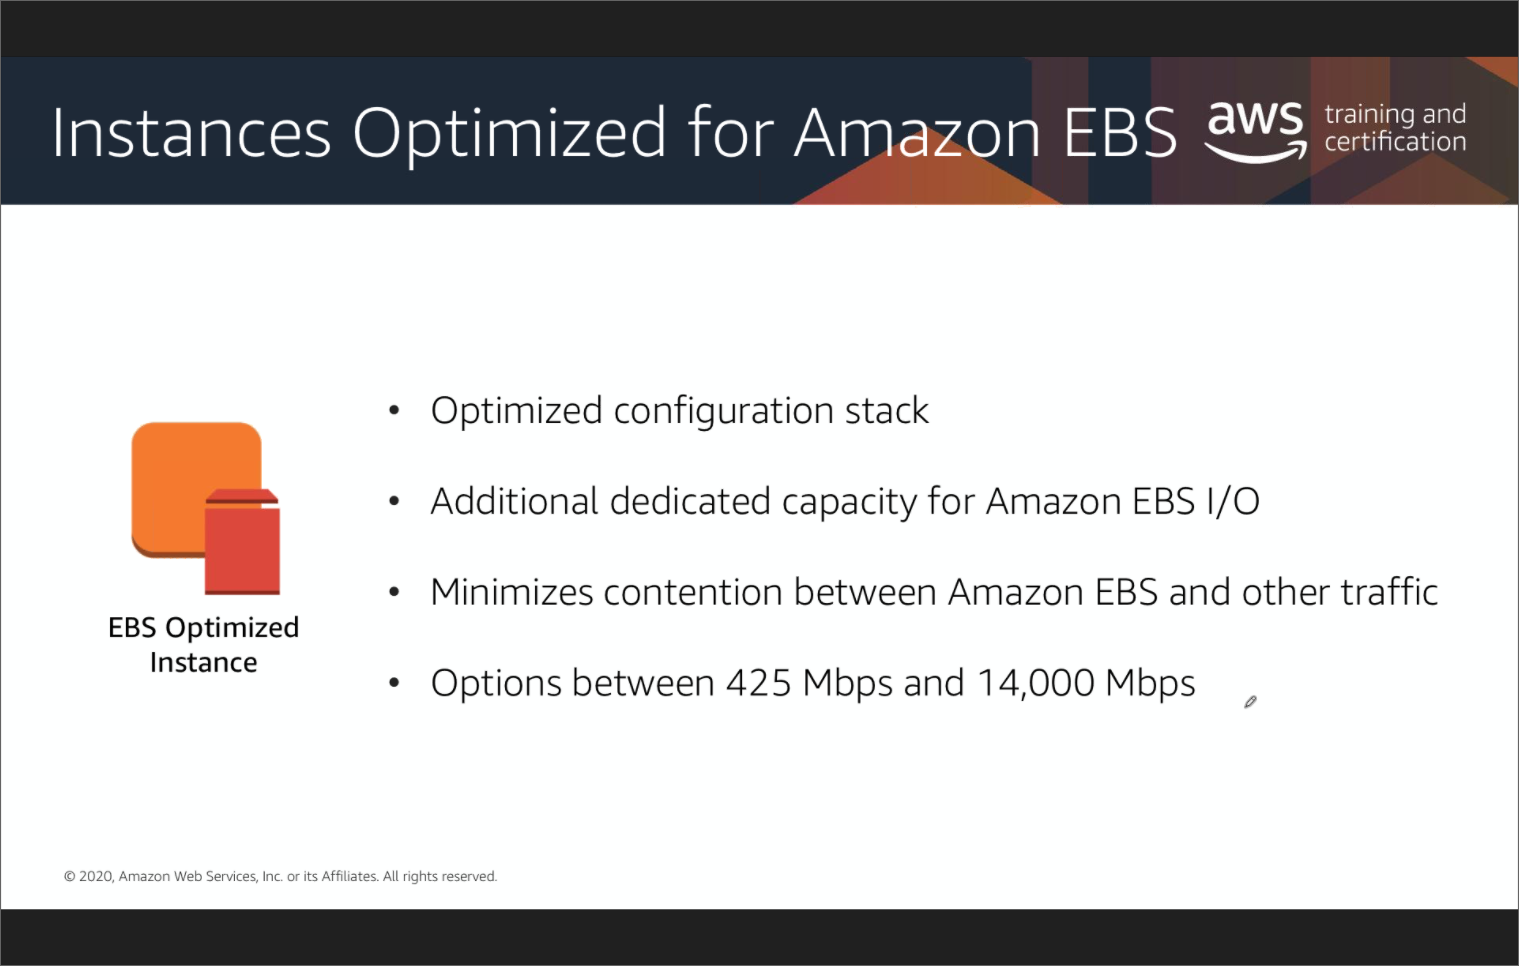 Instances Optimized for Amazon EBS
aws
training and
certification
• Optimized configuration stack
• Additional dedicated capacity for Amazon EBS I/O
• Minimizes contention between Amazon EBS and other traffic
• Options between 425 Mbps and 14,000 Mbps
EBS Optimized
Instance
© 2020, Amazon Web Services, Inc. or its Affiliates. All rights reserved.